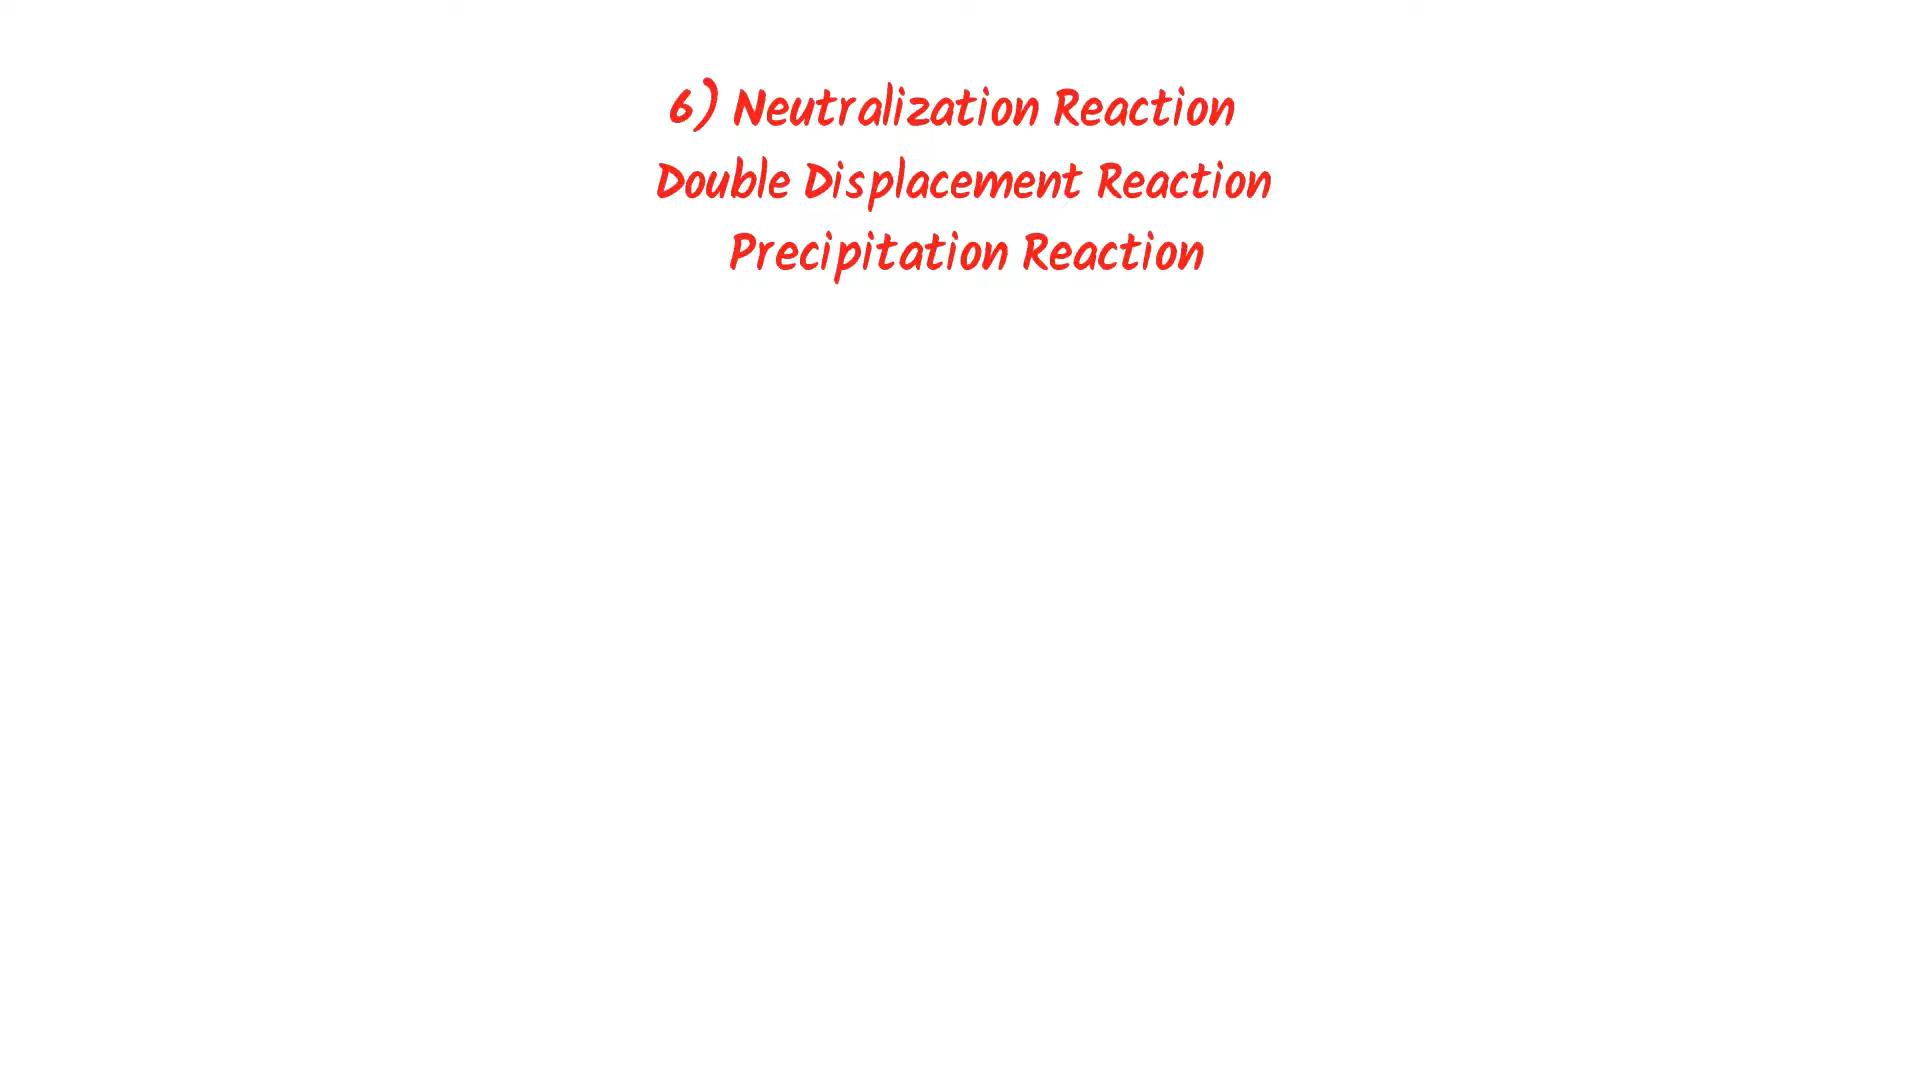 6) Neutralization Reaction
Double Displacement Reaction
Precipitation Reaction